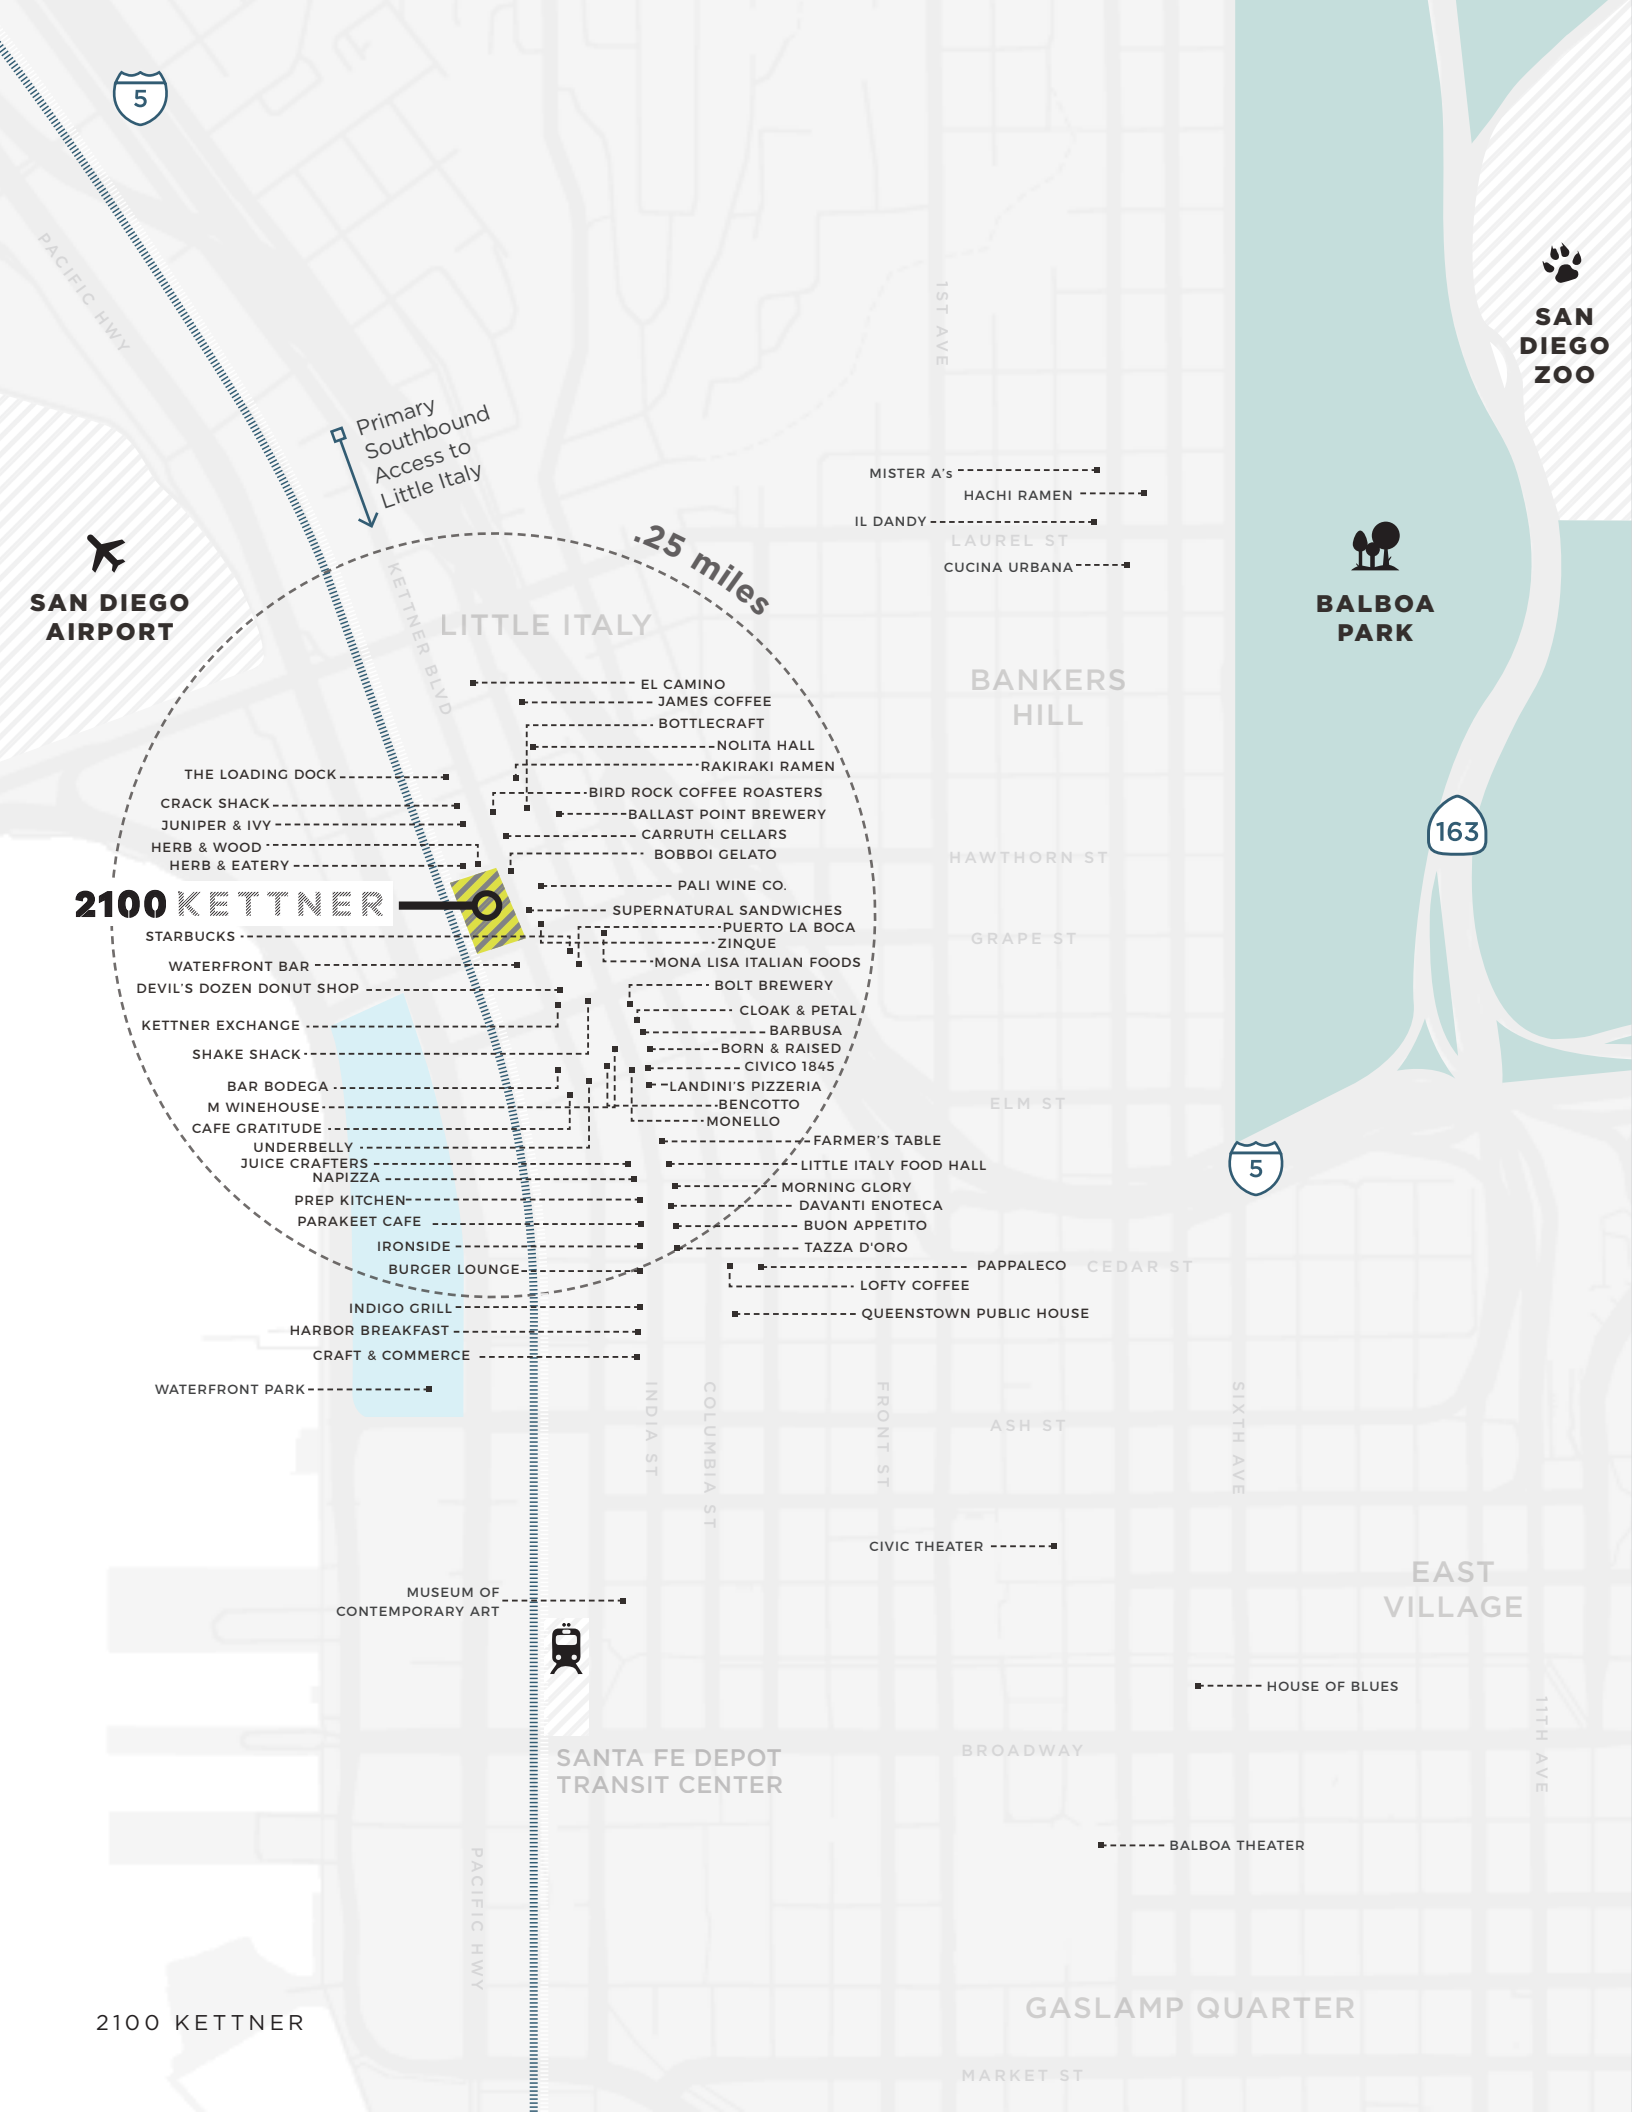 5
PACIFIC HWY
1ST AVE
SAN
DIEGO
ZOO
Primary
Southbound
Access to
Little Italy
MISTER A's
HACHI RAMEN
IL DANDY
LAUREL ST
CUCINA URBANA
.25 miles
SAN DIEGO
AIRPORT
KETTNER BLVD
LITTLE ITALY
BALBOA
PARK
BANKERS
HILL
EL CAMINO
JAMES COFFEE
BOTTLECRAFT
NOLITA HALL
RAKIRAKI RAMEN
THE LOADING DOCK
BIRD ROCK COFFEE ROASTERS
CRACK SHACK
BALLAST POINT BREWERY
JUNIPER & IVY
CARRUTH CELLARS
163
HERB & WOOD
BOBBOI GELATO
HAWTHORN ST
HERB & EATERY
PALI WINE CO.
2100 KETTNER
SUPERNATURAL SANDWICHES
PUERTO LA BOCA
STARBUCKS
ZINQUE
GRAPE ST
WATERFRONT BAR
MONA LISA ITALIAN FOODS
DEVIL'S DOZEN DONUT SHOP
BOLT BREWERY
CLOAK & PETAL
KETTNER EXCHANGE
BARBUSA
SHAKE SHACK
BORN & RAISED
CIVICO 1845
BAR BODEGA
LANDINI'S PIZZERIA
M WINEHOUSE
BENCOTTO
ELM ST
CAFE GRATITUDE
MONELLO
UNDERBELLY
FARMER'S TABLE
JUICE CRAFTERS
LITTLE ITALY FOOD HALL
5
NAPIZZA
MORNING GLORY
PREP KITCHEN
DAVANTI ENOTECA
PARAKEET CAFE
BUON APPETITO
IRONSIDE
TAZZA D'ORO
BURGER LOUNGE
PAPPALECO
CEDAR ST
LOFTY COFFEE
INDIGO GRILL
QUEENSTOWN PUBLIC HOUSE
HARBOR BREAKFAST
CRAFT & COMMERCE
WATERFRONT PARK
INDIA ST
COLUMBIA ST
FRONT ST
ASH ST
SIXTH AVE
CIVIC THEATER
MUSEUM OF
CONTEMPORARY ART
EAST
VILLAGE
HOUSE OF BLUES
11TH AVE
BROADWAY
SANTA FE DEPOT
TRANSIT CENTER
BALBOA THEATER
PACIFIC HWY
GASLAMP QUARTER
2100 KETTNER
MARKET ST